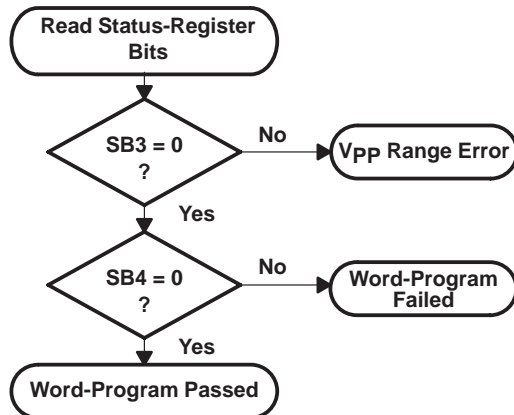 Read Status-Register
Bits
SB3 = 0
?
No
VPP Range Error
Yes
SB4 = 0
?
No
Word-Program
Failed
Yes
Word-Program Passed